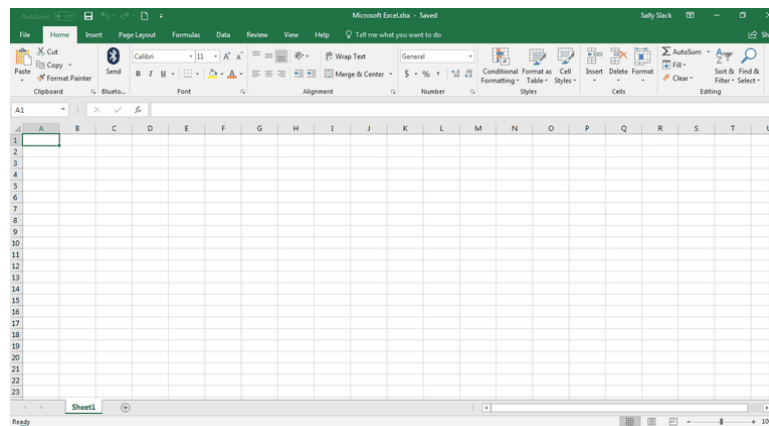 AutoSave Off Microsoft Excel.xlsx - Saved Sally Slack
File Home Insert Page Layout Formulas Data Review View Help Tell me what you want to do
Paste Cut Copy Format Painter
Clipboard
Send
Bluetoo...
Calibri 11
B I U
Font
Wrap Text
Merge & Center
Alignment
General
$ % ,
Number
Conditional Formatting Format as Table Cell Styles
Styles
Insert Delete Format
Cells
AutoSum
Fill
Clear
Sort & Filter Find & Select
Editing
A1 fx
A B C D E F G H I J K L M N O P Q R S T
1
2
3
4
5
6
7
8
9
10
11
12
13
14
15
16
17
18
19
20
21
22
23
Sheet1
Ready